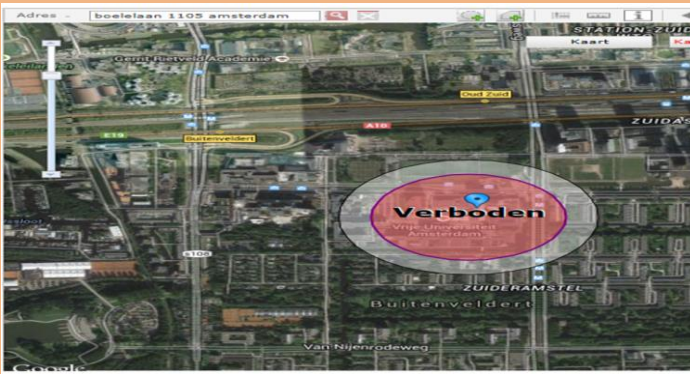 Adres
boelelaan 1105 amsterdam
STATION ZUID
Kaart
Ka
Gerrit Rietveld Academie
Oud Zuid
A10
ZUIDAS
E19
Buitenveldert
Verboden
Vrije Universiteit
Amsterdam
s108
ZUIDERAMSTEL
Buitenveldert
Van Nijenrodeweg
Google